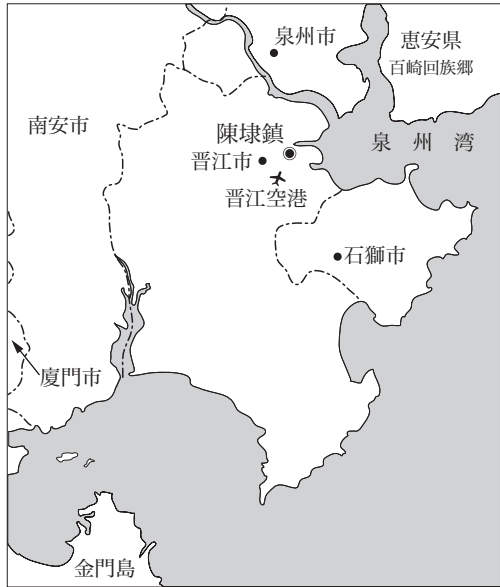 泉州市
恵安県
百崎回族郷
南安市
陳埭鎮
泉州湾
晋江市
晋江空港
石獅市
廈門市
金門島